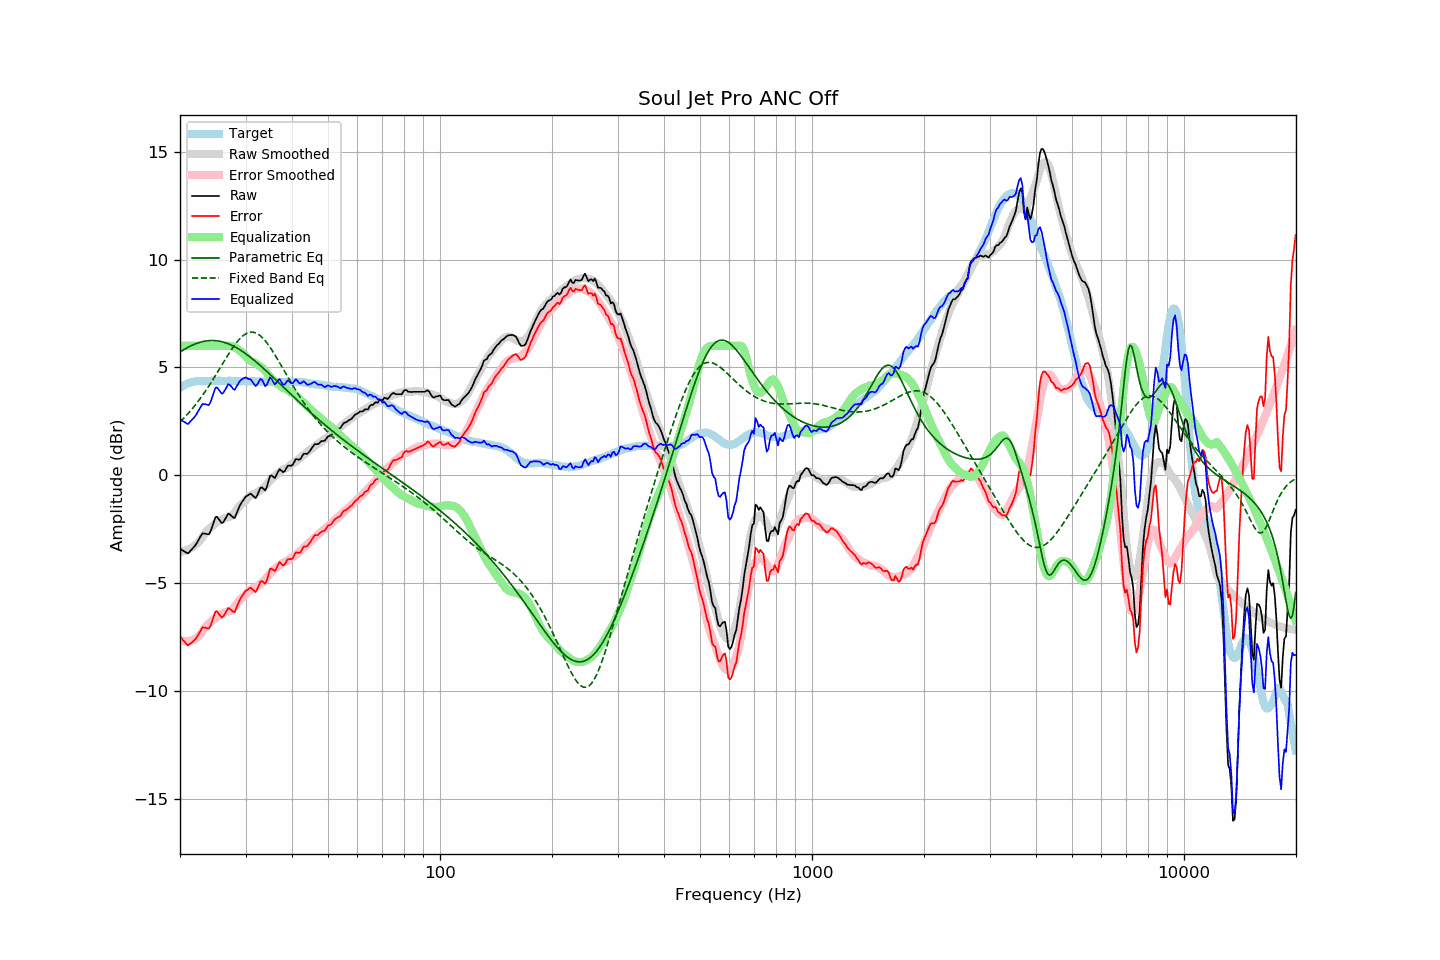 Soul Jet Pro ANC Off
Target
Raw Smoothed
Error Smoothed
Raw
Error
Equalization
Parametric Eq
Fixed Band Eq
Equalized
Amplitude (dBr)
15
10
5
0
−5
−10
−15
100
1000
10000
Frequency (Hz)